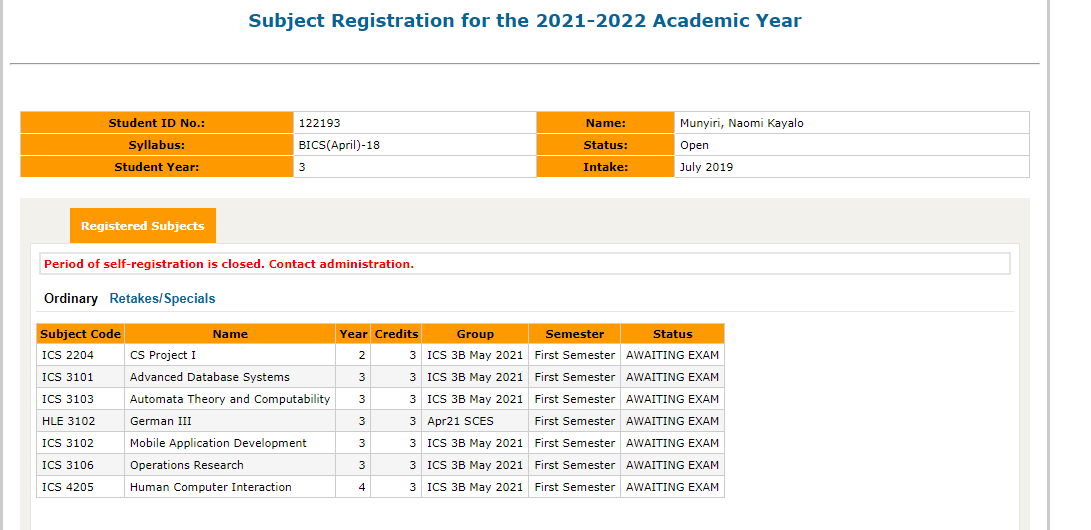 Subject Registration for the 2021-2022 Academic Year
Student ID No.: 122193 Name: Munyiri, Naomi Kayalo
Syllabus: BICS(April)-18 Status: Open
Student Year: 3 Intake: July 2019
Registered Subjects
Period of self-registration is closed. Contact administration.
Ordinary Retakes/Specials
Subject Code Name Year Credits Group Semester Status
ICS 2204 CS Project I 2 3 ICS 3B May 2021 First Semester AWAITING EXAM
ICS 3101 Advanced Database Systems 3 3 ICS 3B May 2021 First Semester AWAITING EXAM
ICS 3103 Automata Theory and Computability 3 3 ICS 3B May 2021 First Semester AWAITING EXAM
HLE 3102 German III 3 3 Apr21 SCES First Semester AWAITING EXAM
ICS 3102 Mobile Application Development 3 3 ICS 3B May 2021 First Semester AWAITING EXAM
ICS 3106 Operations Research 3 3 ICS 3B May 2021 First Semester AWAITING EXAM
ICS 4205 Human Computer Interaction 4 3 ICS 3B May 2021 First Semester AWAITING EXAM